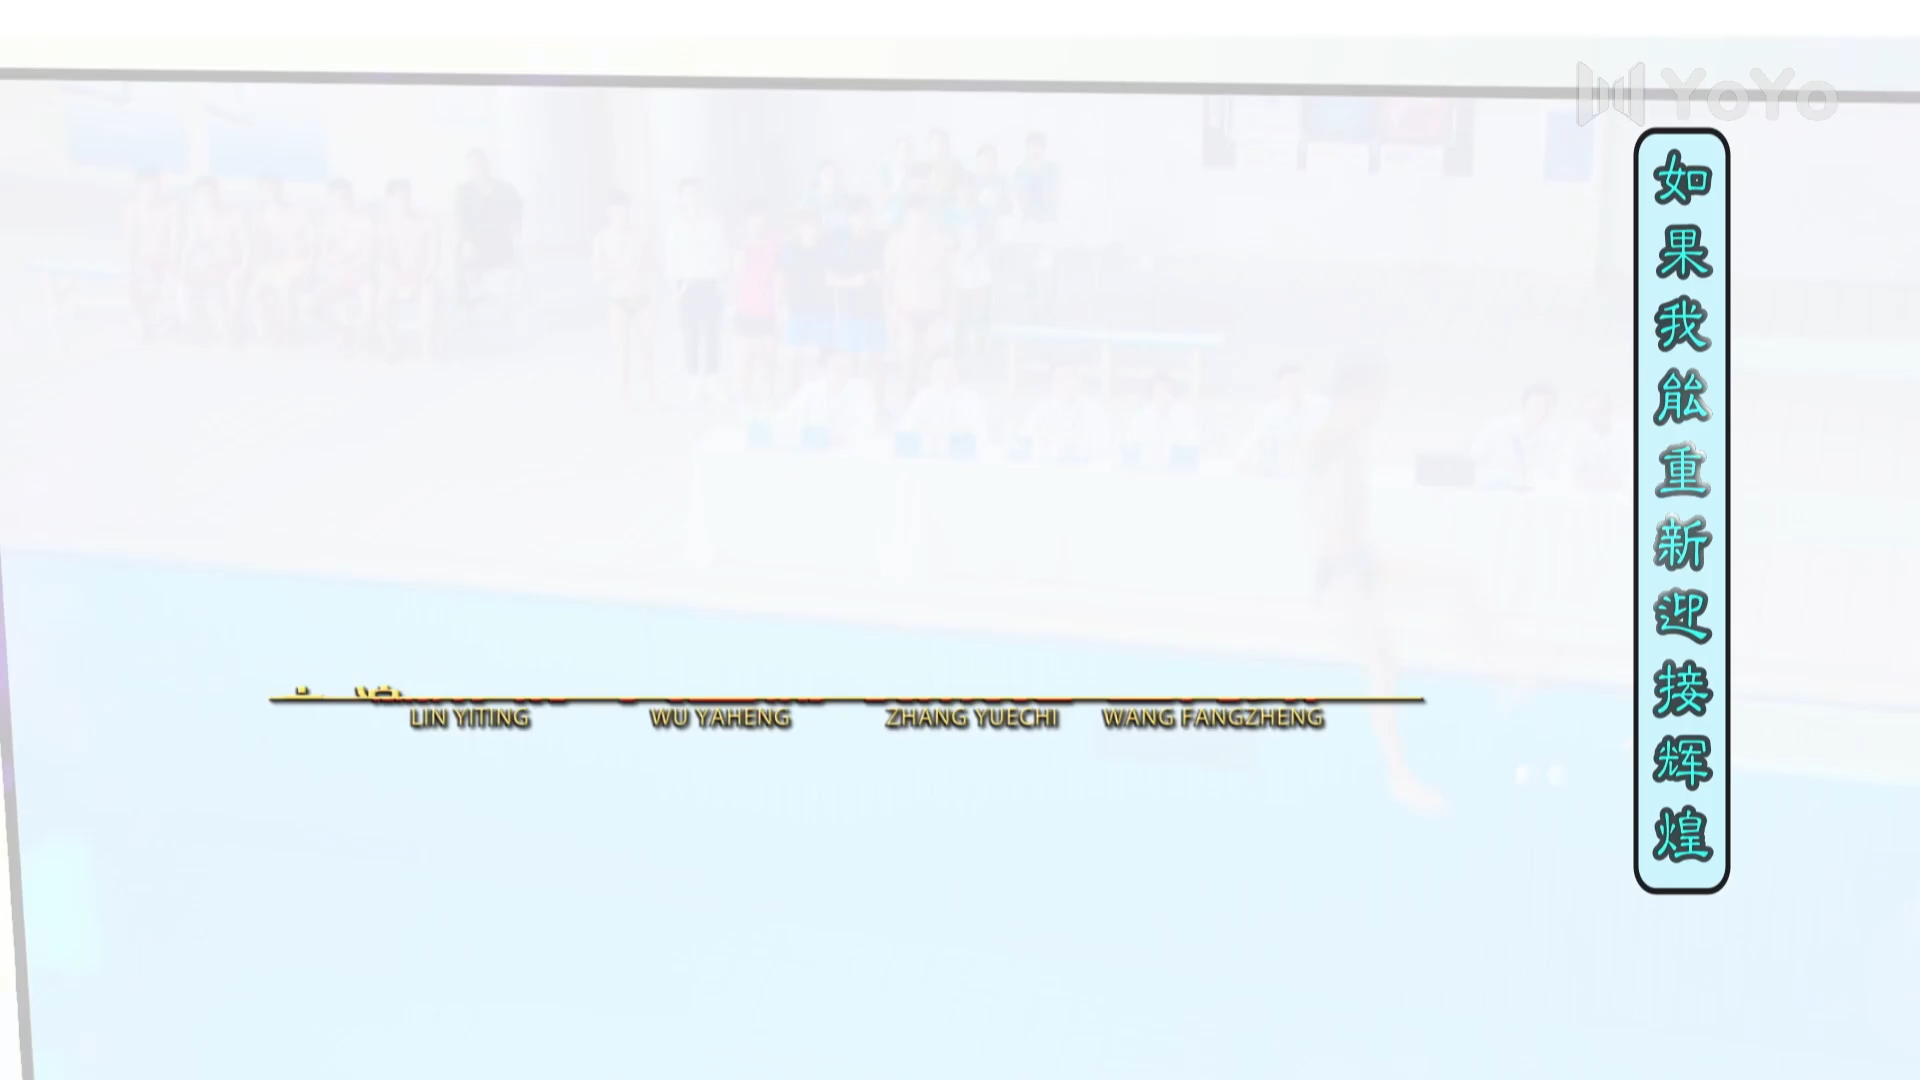 YoYo
如果我能重新迎接辉煌
LIN YITING WU YAHENG ZHANG YUECHI WANG FANGZHENG